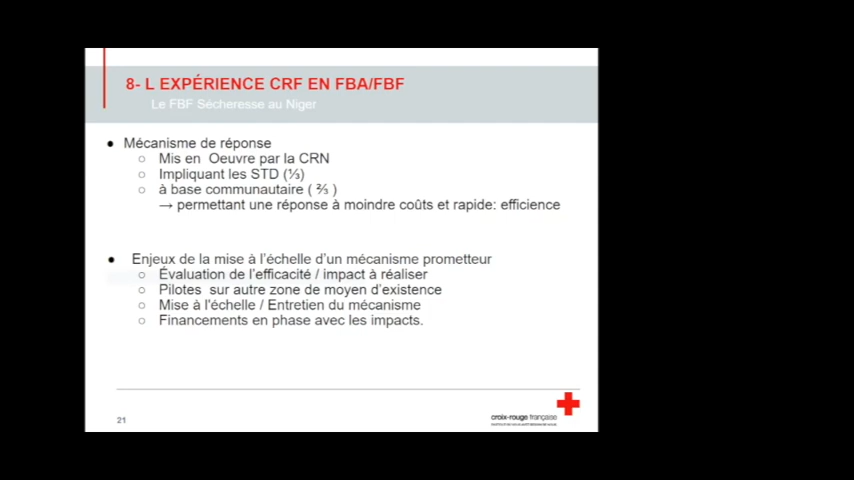 8- L EXPÉRIENCE CRF EN FBA/FBF
Le FBF Sécheresse au Niger
● Mécanisme de réponse
○ Mis en Oeuvre par la CRN
○ Impliquant les STD (⅓)
○ à base communautaire ( ⅔ )
→ permettant une réponse à moindre coûts et rapide: efficience
● Enjeux de la mise à l'échelle d'un mécanisme prometteur
○ Évaluation de l'efficacité / impact à réaliser
○ Pilotes sur autre zone de moyen d'existence
○ Mise à l'échelle / Entretien du mécanisme
○ Financements en phase avec les impacts.
21
croix-rouge française